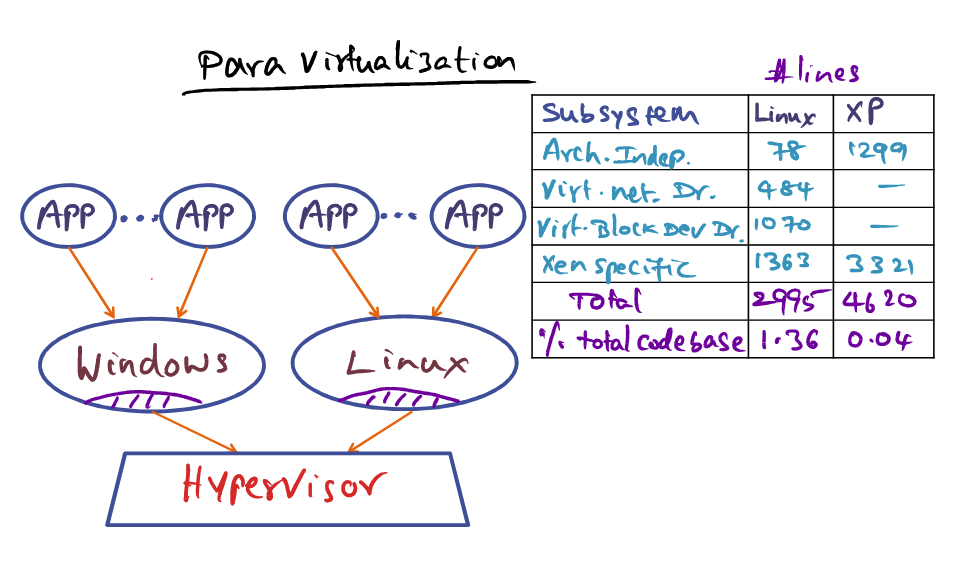 Para Virtualization
# lines
Subsystem Linux XP
Arch. Indep. 78 1299
Virt. net. Dr. 484 —
Virt. Block Dev Dr. 1070 —
Xen specific 1363 3321
Total 2995 4620
% total code base 1.36 0.04
APP ... APP APP ... APP
Windows Linux
Hypervisor